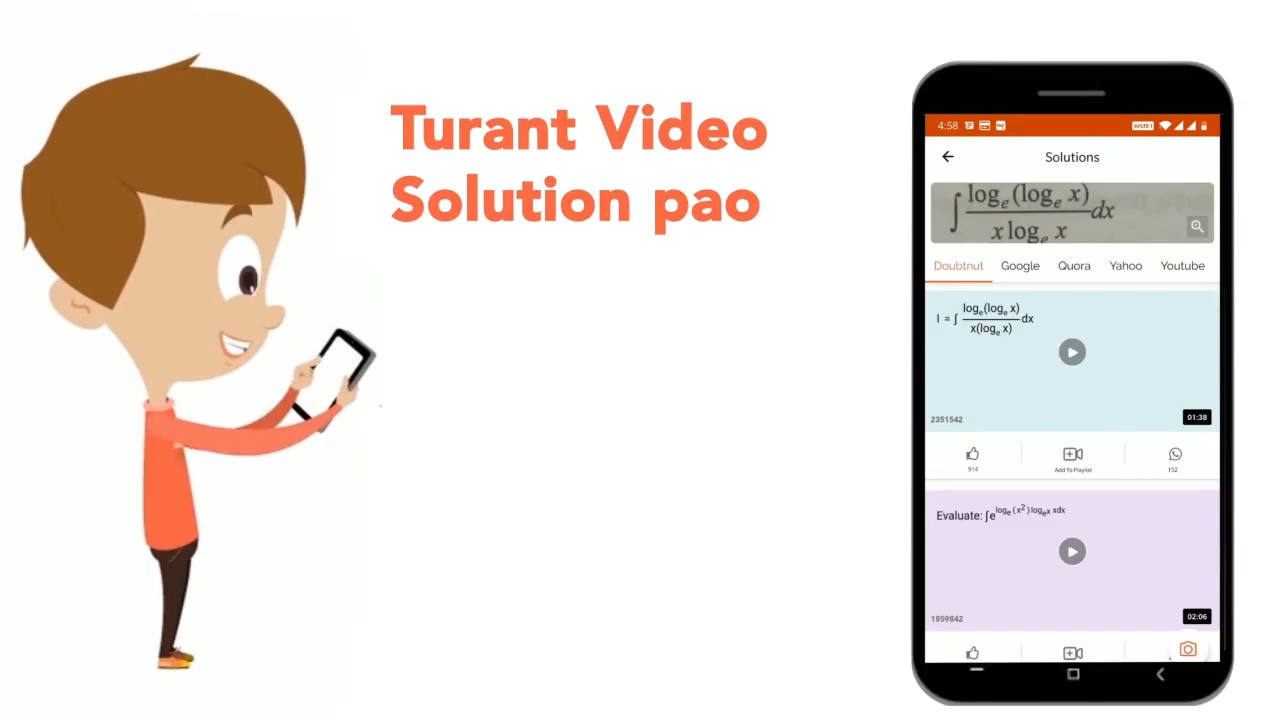 Turant Video
Solution pao
4:58
VoLTE1
Solutions
∫ logₑ(logₑ x) / x logₑ x dx
Doubtnut Google Quora Yahoo Youtube
I = ∫ logₑ(logₑ x) / x(logₑ x) dx
2351542 01:38
914 Add To Playlist 152
Evaluate: ∫e^logₑ(x²)logₑx xdx
1859842 02:06